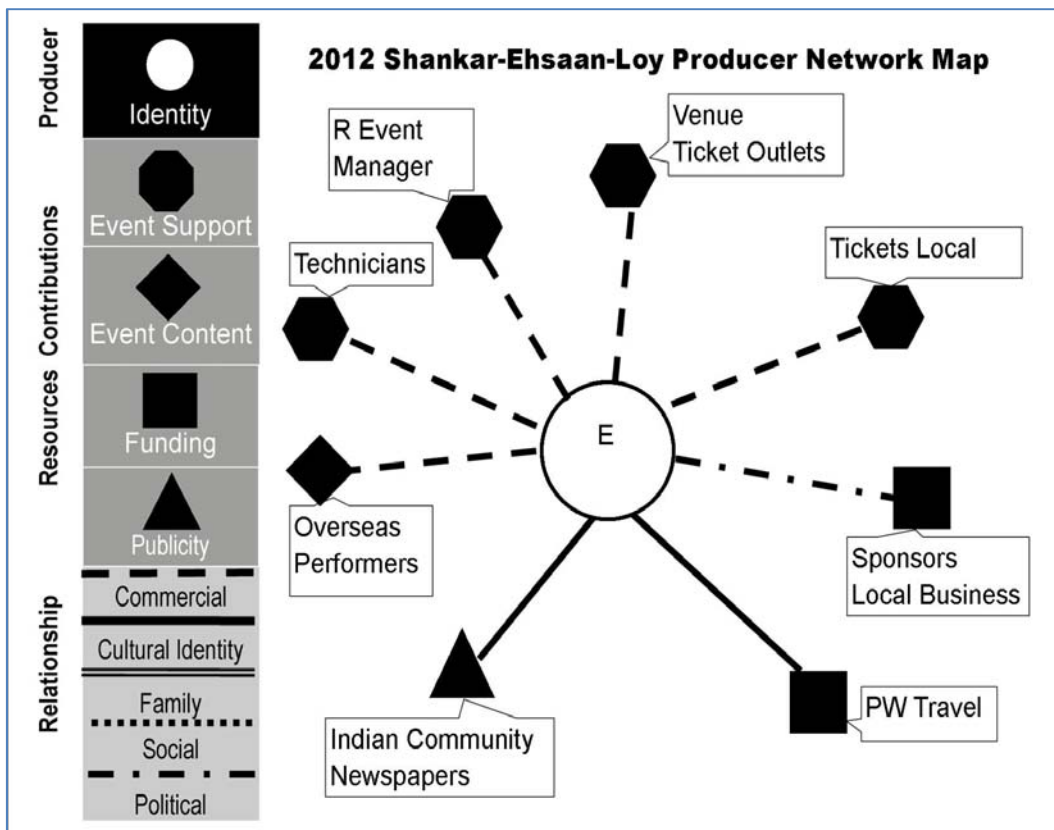 2012 Shankar-Ehsaan-Loy Producer Network Map
Producer
Identity
Resources Contributions
Event Support
Event Content
Funding
Publicity
Relationship
Commercial
Cultural Identity
Family
Social
Political
R Event
Manager
Venue
Ticket Outlets
Technicians
Tickets Local
E
Overseas
Performers
Sponsors
Local Business
Indian Community
Newspapers
PW Travel